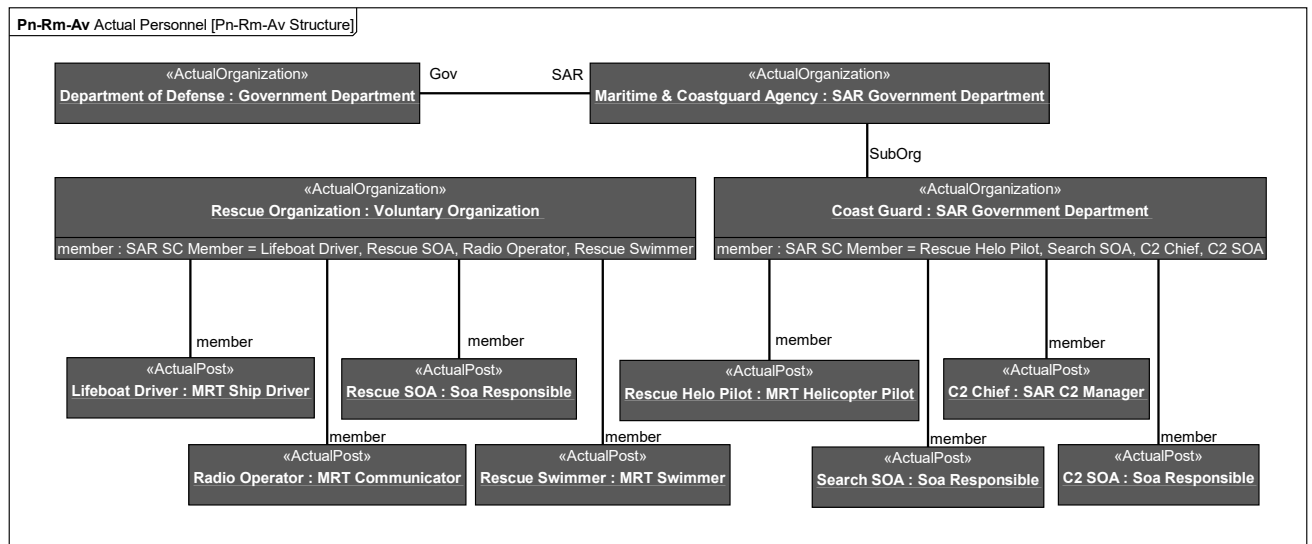 Pn-Rm-Av Actual Personnel [Pn-Rm-Av Structure]
«ActualOrganization»
Department of Defense : Government Department
Gov
SAR
«ActualOrganization»
Maritime & Coastguard Agency : SAR Government Department
SubOrg
«ActualOrganization»
Rescue Organization : Voluntary Organization
member : SAR SC Member = Lifeboat Driver, Rescue SOA, Radio Operator, Rescue Swimmer
«ActualOrganization»
Coast Guard : SAR Government Department
member : SAR SC Member = Rescue Helo Pilot, Search SOA, C2 Chief, C2 SOA
member
«ActualPost»
Lifeboat Driver : MRT Ship Driver
member
«ActualPost»
Rescue SOA : Soa Responsible
member
«ActualPost»
Rescue Helo Pilot : MRT Helicopter Pilot
member
«ActualPost»
C2 Chief : SAR C2 Manager
member
«ActualPost»
Radio Operator : MRT Communicator
member
«ActualPost»
Rescue Swimmer : MRT Swimmer
member
«ActualPost»
Search SOA : Soa Responsible
member
«ActualPost»
C2 SOA : Soa Responsible